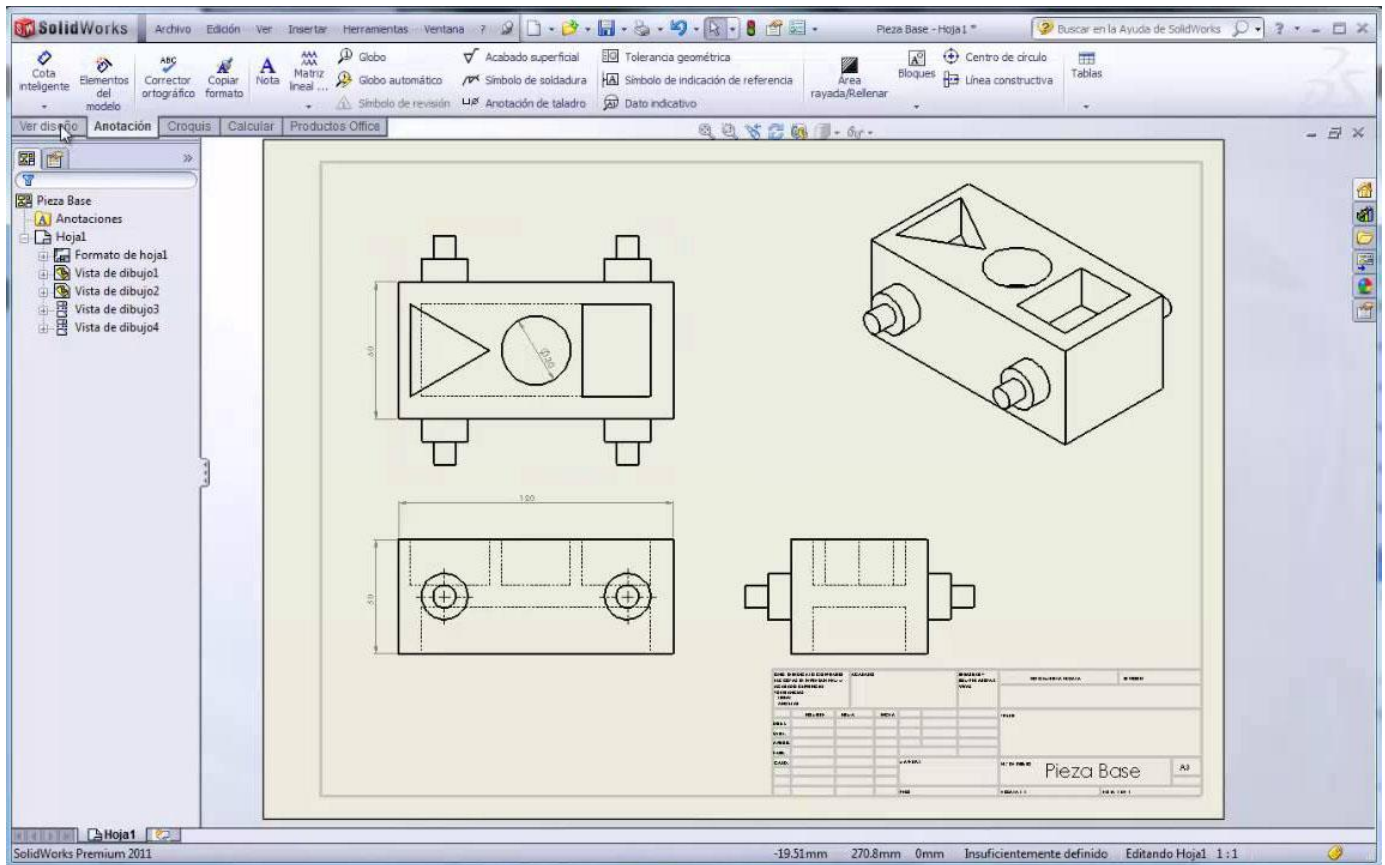 SolidWorks Archivo Edición Ver Insertar Herramientas Ventana ? Pieza Base - Hoja1 * Buscar en la Ayuda de SolidWorks ?
Cota inteligente
Elementos del modelo
Corrector ortográfico
Copiar formato
Nota
Matriz lineal ...
Globo
Globo automático
Símbolo de revisión
Acabado superficial
Símbolo de soldadura
Anotación de taladro
Tolerancia geométrica
Símbolo de indicación de referencia
Dato indicativo
Área rayada/Rellenar
Bloques
Centro de círculo
Línea constructiva
Tablas
Ver diseño Anotación Croquis Calcular Productos Office
Pieza Base
Anotaciones
Hoja1
Formato de hoja1
Vista de dibujo1
Vista de dibujo2
Vista de dibujo3
Vista de dibujo4
60
Ø30
120
50
Pieza Base
A3
Hoja1
SolidWorks Premium 2011 -19.51mm 270.8mm 0mm Insuficientemente definido Editando Hoja1 1:1